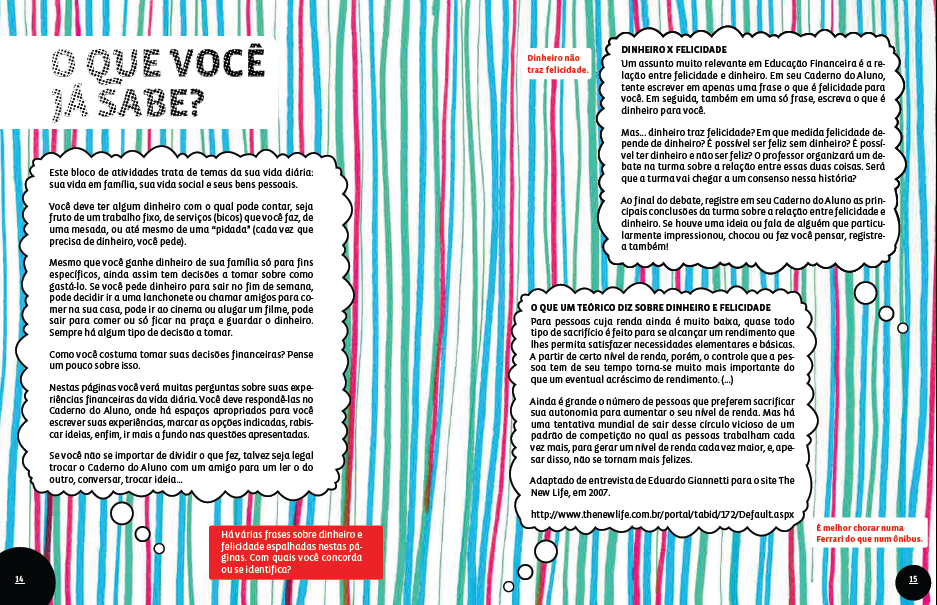 O QUE VOCÊ
JÁ SABE?
Este bloco de atividades trata de temas da sua vida diária:
sua vida em família, sua vida social e seus bens pessoais.
Você deve ter algum dinheiro com o qual pode contar, seja
fruto de um trabalho fixo, de serviços (bicos) que você faz, de
uma mesada, ou até mesmo de uma “pidada” (cada vez que
precisa de dinheiro, você pede).
Mesmo que você ganhe dinheiro de sua família só para fins
específicos, ainda assim tem decisões a tomar sobre como
gastá-lo. Se você pede dinheiro para sair no fim de semana,
pode decidir ir a uma lanchonete ou chamar amigos para co-
mer na sua casa, pode ir ao cinema ou alugar um filme, pode
sair para comer ou só ficar na praça e guardar o dinheiro.
Sempre há algum tipo de decisão a tomar.
Como você costuma tomar suas decisões financeiras? Pense
um pouco sobre isso.
Nestas páginas você verá muitas perguntas sobre suas expe-
riências financeiras da vida diária. Você deve respondê-las no
Caderno do Aluno, onde há espaços apropriados para você
escrever suas experiências, marcar as opções indicadas, rabis-
car ideias, enfim, ir mais a fundo nas questões apresentadas.
Se você não se importar de dividir o que fez, talvez seja legal
trocar o Caderno do Aluno com um amigo para um ler o do
outro, conversar, trocar ideia...
Há várias frases sobre dinheiro e
felicidade espalhadas nestas pá-
ginas. Com quais você concorda
ou se identifica?
14
Dinheiro não
traz felicidade.
DINHEIRO X FELICIDADE
Um assunto muito relevante em Educação Financeira é a re-
lação entre felicidade e dinheiro. Em seu Caderno do Aluno,
tente escrever em apenas uma frase o que é felicidade para
você. Em seguida, também em uma só frase, escreva o que é
dinheiro para você.
Mas... dinheiro traz felicidade? Em que medida felicidade de-
pende de dinheiro? É possível ser feliz sem dinheiro? É possí-
vel ter dinheiro e não ser feliz? O professor organizará um de-
bate na turma sobre a relação entre essas duas coisas. Será
que a turma vai chegar a um consenso nessa história?
Ao final do debate, registre em seu Caderno do Aluno as prin-
cipais conclusões da turma sobre a relação entre felicidade e
dinheiro. Se houve uma ideia ou fala de alguém que particu-
larmente impressionou, chocou ou fez você pensar, registre-
a também!
O QUE UM TEÓRICO DIZ SOBRE DINHEIRO E FELICIDADE
Para pessoas cuja renda ainda é muito baixa, quase todo
tipo de sacrifício é feito para se alcançar um rendimento que
lhes permita satisfazer necessidades elementares e básicas.
A partir de certo nível de renda, porém, o controle que a pes-
soa tem de seu tempo torna-se muito mais importante do
que um eventual acréscimo de rendimento. (...)
Ainda é grande o número de pessoas que preferem sacrificar
sua autonomia para aumentar o seu nível de renda. Mas há
uma tentativa mundial de sair desse círculo vicioso de um
padrão de competição no qual as pessoas trabalham cada
vez mais, para gerar um nível de renda cada vez maior, e, ape-
sar disso, não se tornam mais felizes.
Adaptado de entrevista de Eduardo Giannetti para o site The
New Life, em 2007.
http://www.thenewlife.com.br/portal/tabid/172/Default.aspx
É melhor chorar numa
Ferrari do que num ônibus.
15